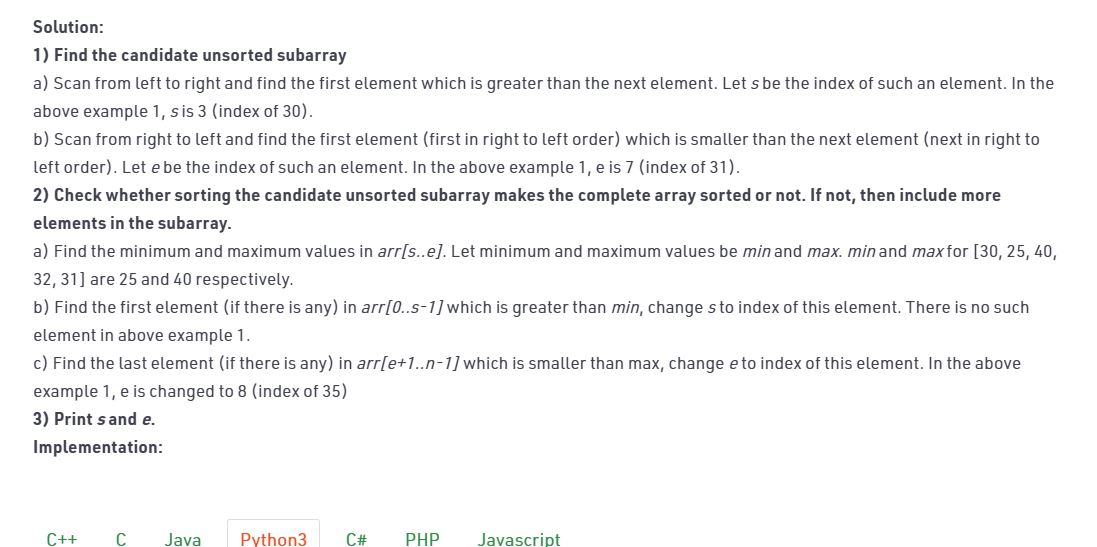 Solution:
1) Find the candidate unsorted subarray
a) Scan from left to right and find the first element which is greater than the next element. Let s be the index of such an element. In the
above example 1, s is 3 (index of 30).
b) Scan from right to left and find the first element (first in right to left order) which is smaller than the next element (next in right to
left order). Let e be the index of such an element. In the above example 1, e is 7 (index of 31).
2) Check whether sorting the candidate unsorted subarray makes the complete array sorted or not. If not, then include more
elements in the subarray.
a) Find the minimum and maximum values in arr[s..e]. Let minimum and maximum values be min and max. min and max for [30, 25, 40,
32, 31] are 25 and 40 respectively.
b) Find the first element (if there is any) in arr[0..s-1] which is greater than min, change s to index of this element. There is no such
element in above example 1.
c) Find the last element (if there is any) in arr[e+1..n-1] which is smaller than max, change e to index of this element. In the above
example 1, e is changed to 8 (index of 35)
3) Print s and e.
Implementation:
C++ C Java Python3 C# PHP Javascript